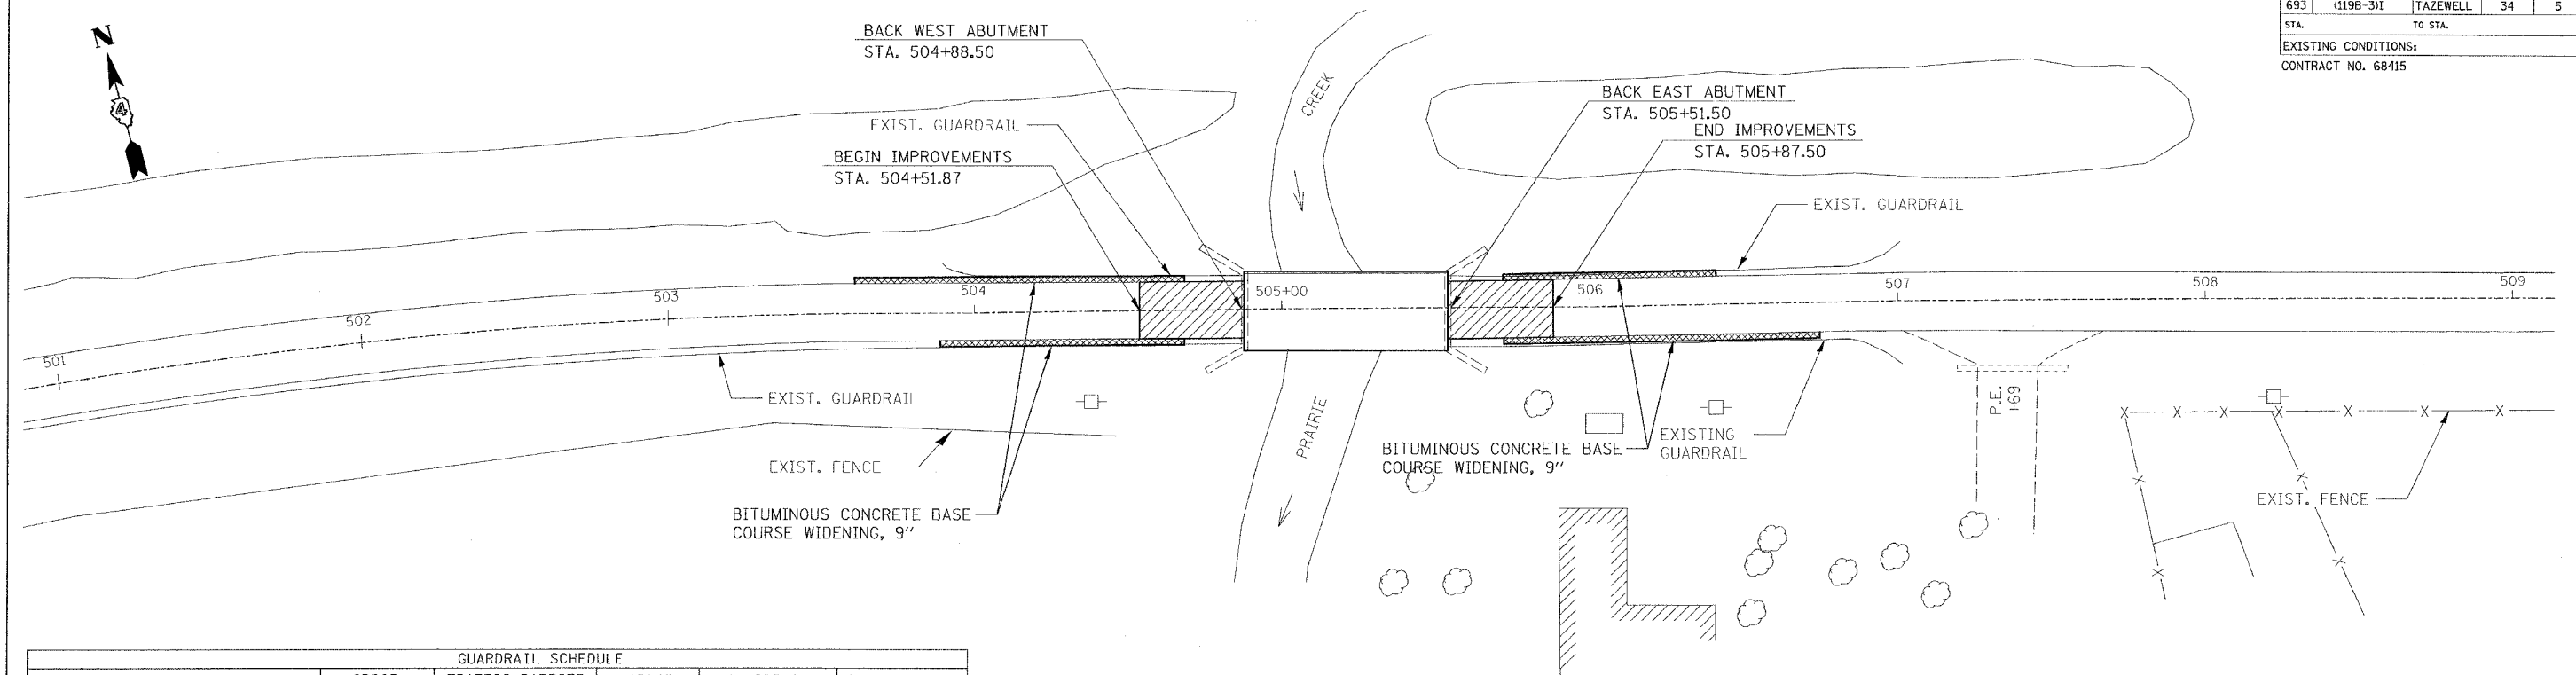 693 (119B-3)I TAZEWELL 34 5
STA. TO STA.
EXISTING CONDITIONS:
CONTRACT NO. 68415
N
4
BACK WEST ABUTMENT
STA. 504+88.50
EXIST. GUARDRAIL
BEGIN IMPROVEMENTS
STA. 504+51.87
CREEK
BACK EAST ABUTMENT
STA. 505+51.50
END IMPROVEMENTS
STA. 505+87.50
EXIST. GUARDRAIL
501
502
503
504
505+00
506
507
508
509
EXIST. GUARDRAIL
EXIST. FENCE
BITUMINOUS CONCRETE BASE
COURSE WIDENING, 9"
PRAIRIE
BITUMINOUS CONCRETE BASE
COURSE WIDENING, 9"
EXISTING
GUARDRAIL
P.E.
+69
X X X X X X X
X X
X X
EXIST. FENCE
GUARDRAIL SCHEDULE